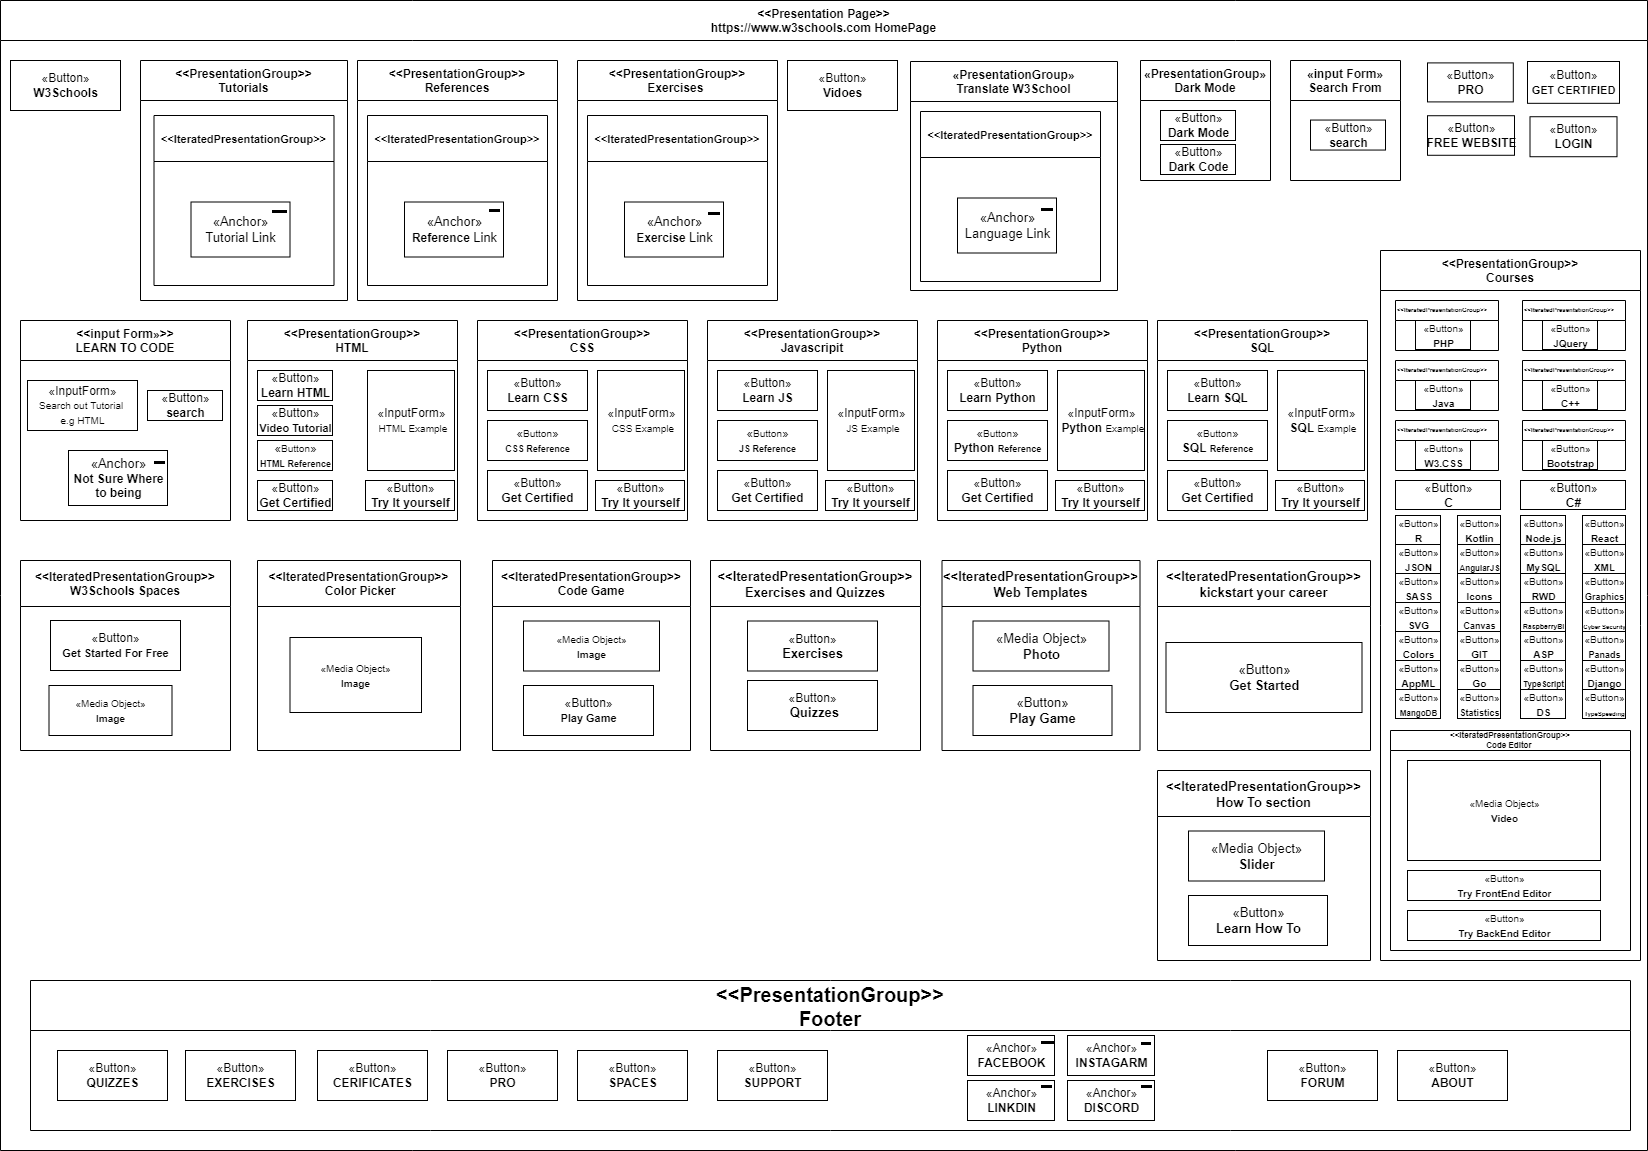 <<Presentation Page>>
https://www.w3schools.com HomePage
«Button»
W3Schools
<<PresentationGroup>>
Tutorials
<<IteratedPresentationGroup>>
«Anchor»
Tutorial Link
<<PresentationGroup>>
References
<<IteratedPresentationGroup>>
«Anchor»
Reference Link
<<PresentationGroup>>
Exercises
<<IteratedPresentationGroup>>
«Anchor»
Exercise Link
«Button»
Vidoes
«PresentationGroup»
Translate W3School
<<IteratedPresentationGroup>>
«Anchor»
Language Link
«PresentationGroup»
Dark Mode
«Button»
Dark Mode
«Button»
Dark Code
«input Form»
Search From
«Button»
search
«Button»
PRO
«Button»
GET CERTIFIED
«Button»
FREE WEBSITE
«Button»
LOGIN
<<input Form»>>
LEARN TO CODE
«InputForm»
Search out Tutorial
e.g HTML
«Button»
search
«Anchor»
Not Sure Where
to being
<<PresentationGroup>>
HTML
«Button»
Learn HTML
«Button»
Video Tutorial
«Button»
HTML Reference
«Button»
Get Certified
«InputForm»
HTML Example
«Button»
Try It yourself
<<PresentationGroup>>
CSS
«Button»
Learn CSS
«Button»
CSS Reference
«Button»
Get Certified
«InputForm»
CSS Example
«Button»
Try It yourself
<<PresentationGroup>>
Javascripit
«Button»
Learn JS
«Button»
JS Reference
«Button»
Get Certified
«InputForm»
JS Example
«Button»
Try It yourself
<<PresentationGroup>>
Python
«Button»
Learn Python
«Button»
Python Reference
«Button»
Get Certified
«InputForm»
Python Example
«Button»
Try It yourself
<<PresentationGroup>>
SQL
«Button»
Learn SQL
«Button»
SQL Reference
«Button»
Get Certified
«InputForm»
SQL Example
«Button»
Try It yourself
<<PresentationGroup>>
Courses
<<IteratedPresentationGroup>>
«Button»
PHP
<<IteratedPresentationGroup>>
«Button»
JQuery
<<IteratedPresentationGroup>>
«Button»
Java
<<IteratedPresentationGroup>>
«Button»
C++
<<IteratedPresentationGroup>>
«Button»
W3.CSS
<<IteratedPresentationGroup>>
«Button»
Bootstrap
«Button»
C
«Button»
C#
«Button» «Button» «Button» «Button»
R Kotlin Node.js React
«Button» «Button» «Button» «Button»
JSON AngularJS MySQL XML
«Button» «Button» «Button» «Button»
SASS Icons RWD Graphics
«Button» «Button» «Button» «Button»
SVG Canvas RaspberryBI Cyber Security
«Button» «Button» «Button» «Button»
Colors GIT ASP Panads
«Button» «Button» «Button» «Button»
AppML Go TypeScript Django
«Button» «Button» «Button» «Button»
MangoDB Statistics DS TypeSpeeding
<<IteratedPresentationGroup>>
Code Editor
«Media Object»
Video
«Button»
Try FrontEnd Editor
«Button»
Try BackEnd Editor
<<IteratedPresentationGroup>>
W3Schools Spaces
«Button»
Get Started For Free
«Media Object»
Image
<<IteratedPresentationGroup>>
Color Picker
«Media Object»
Image
<<IteratedPresentationGroup>>
Code Game
«Media Object»
Image
«Button»
Play Game
<<IteratedPresentationGroup>>
Exercises and Quizzes
«Button»
Exercises
«Button»
Quizzes
<<IteratedPresentationGroup>>
Web Templates
«Media Object»
Photo
«Button»
Play Game
<<IteratedPresentationGroup>>
kickstart your career
«Button»
Get Started
<<IteratedPresentationGroup>>
How To section
«Media Object»
Slider
«Button»
Learn How To
<<PresentationGroup>>
Footer
«Button»
QUIZZES
«Button»
EXERCISES
«Button»
CERIFICATES
«Button»
PRO
«Button»
SPACES
«Button»
SUPPORT
«Anchor»
FACEBOOK
«Anchor»
INSTAGARM
«Anchor»
LINKDIN
«Anchor»
DISCORD
«Button»
FORUM
«Button»
ABOUT